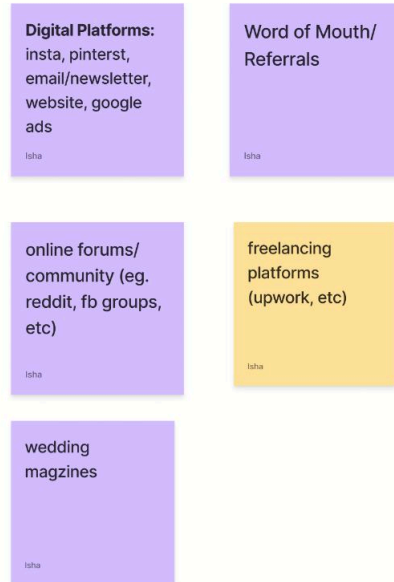 Digital Platforms:
insta, pinterst,
email/newsletter,
website, google
ads
Isha
Word of Mouth/
Referrals
Isha
online forums/
community (eg.
reddit, fb groups,
etc)
Isha
freelancing
platforms
(upwork, etc)
Isha
wedding
magzines
Isha